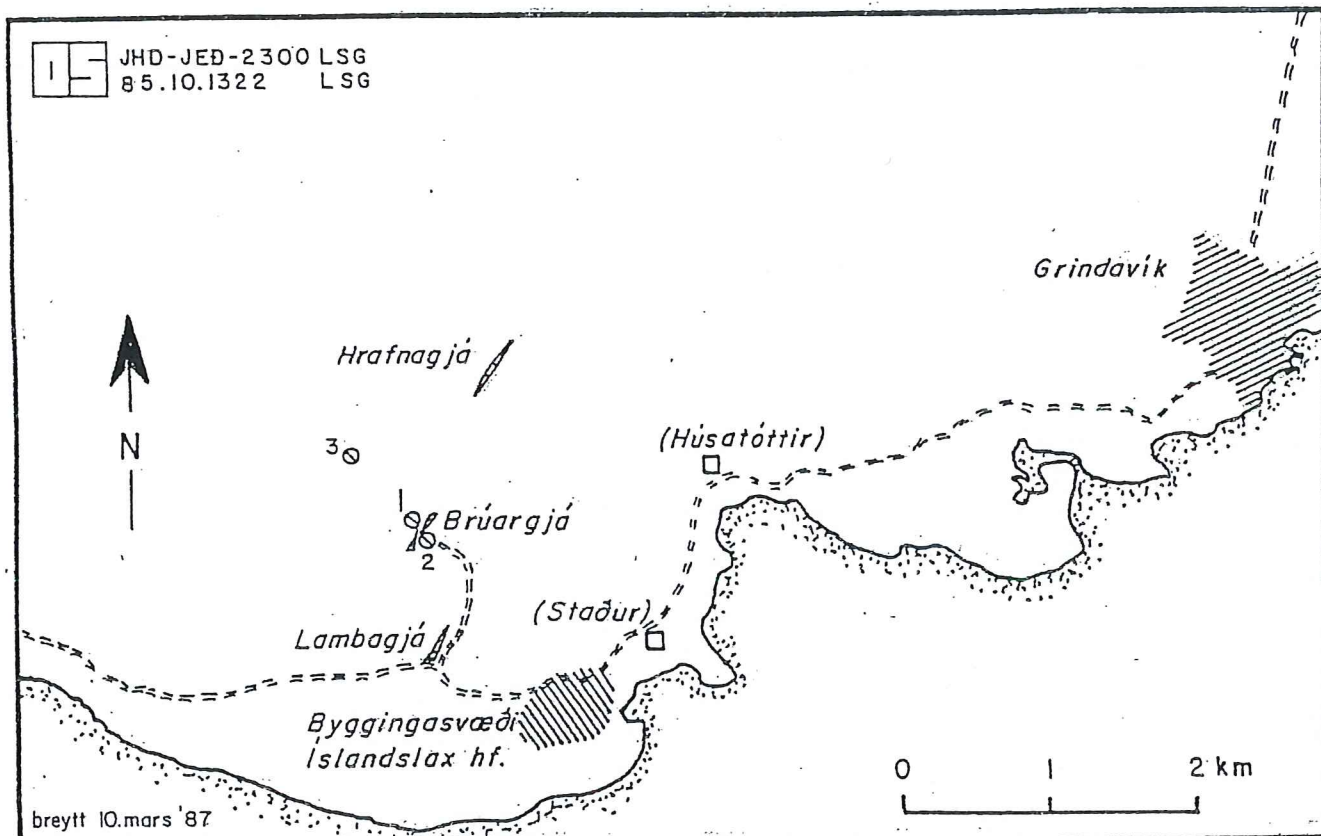 OS
JHD-JEÐ-2300 LSG
85.10.1322 LSG
Grindavík
Hrafnagjá
N
3
(Húsatóttir)
1
Brúargjá
2
(Staður)
Lambagjá
Byggingasvæði
Íslandslax hf.
0 1 2 km
breytt 10.mars '87